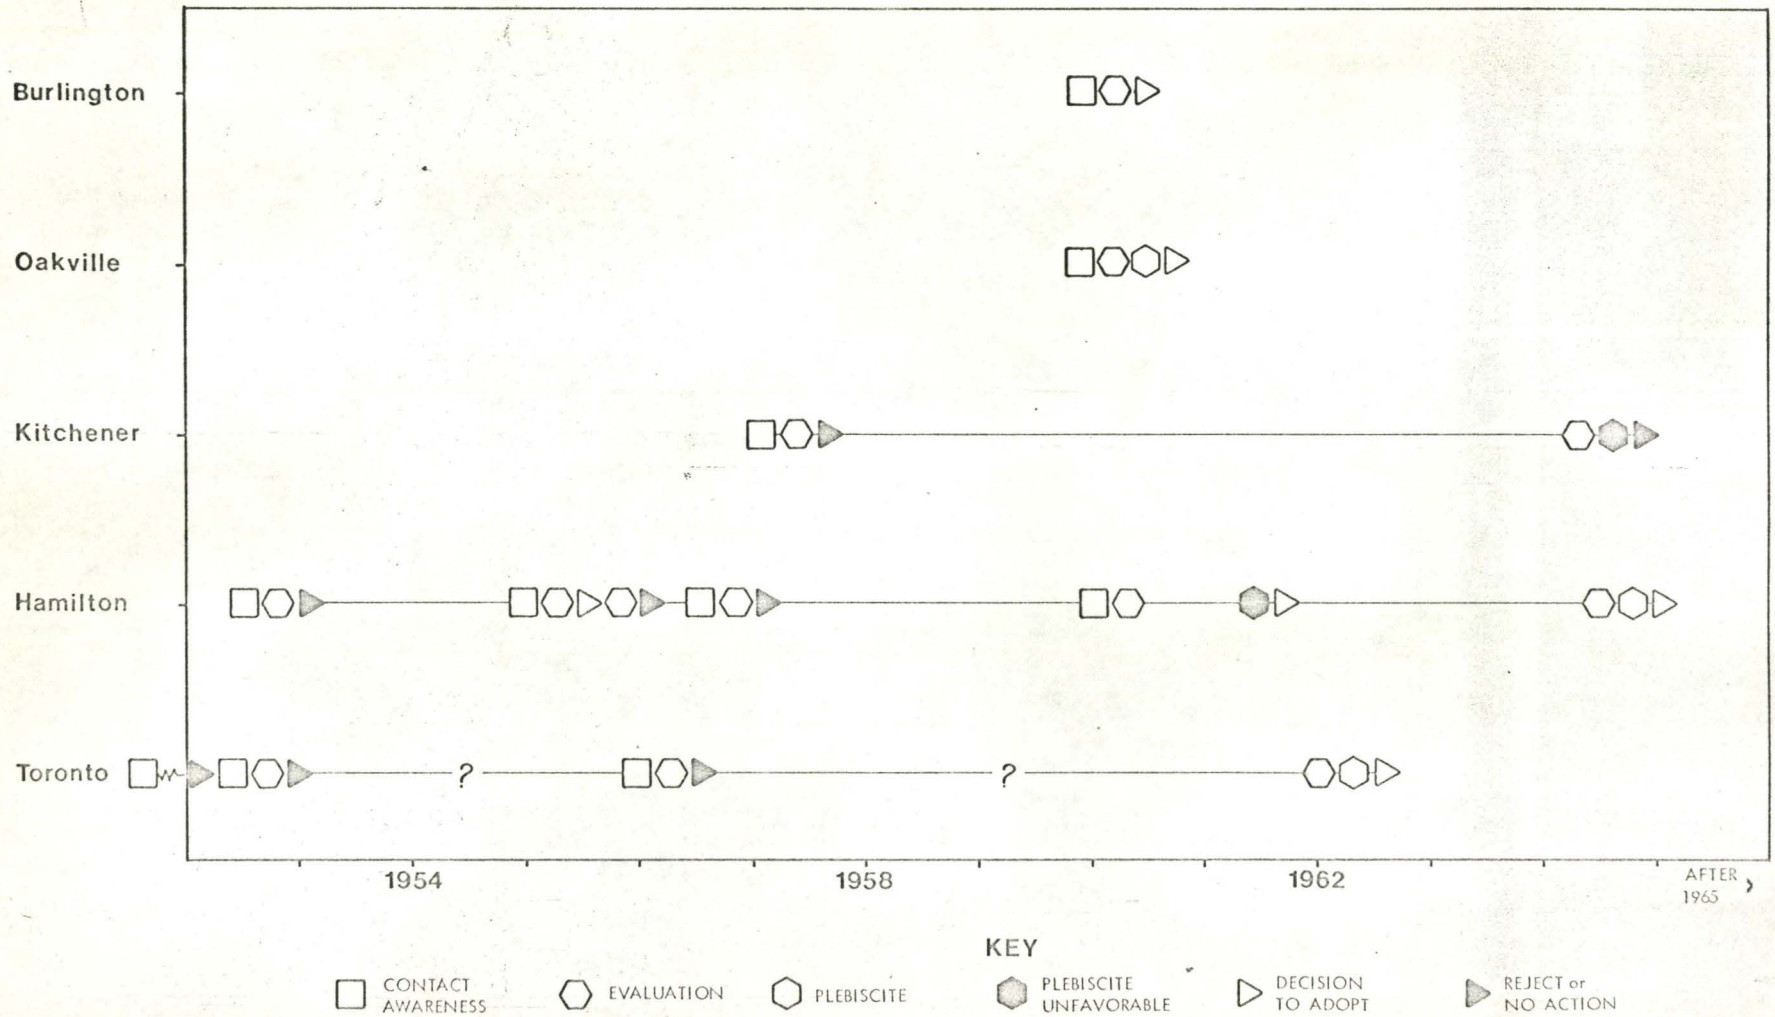 Burlington
Oakville
Kitchener
Hamilton
Toronto
?
?
1954
1958
1962
AFTER
1965
KEY
CONTACT
AWARENESS
EVALUATION
PLEBISCITE
PLEBISCITE
UNFAVORABLE
DECISION
TO ADOPT
REJECT or
NO ACTION